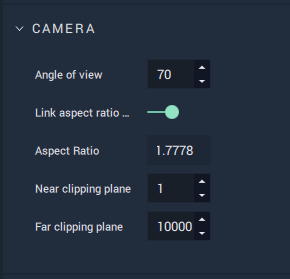 CAMERA
Angle of view 70
Link aspect ratio ...
Aspect Ratio 1.7778
Near clipping plane 1
Far clipping plane 10000